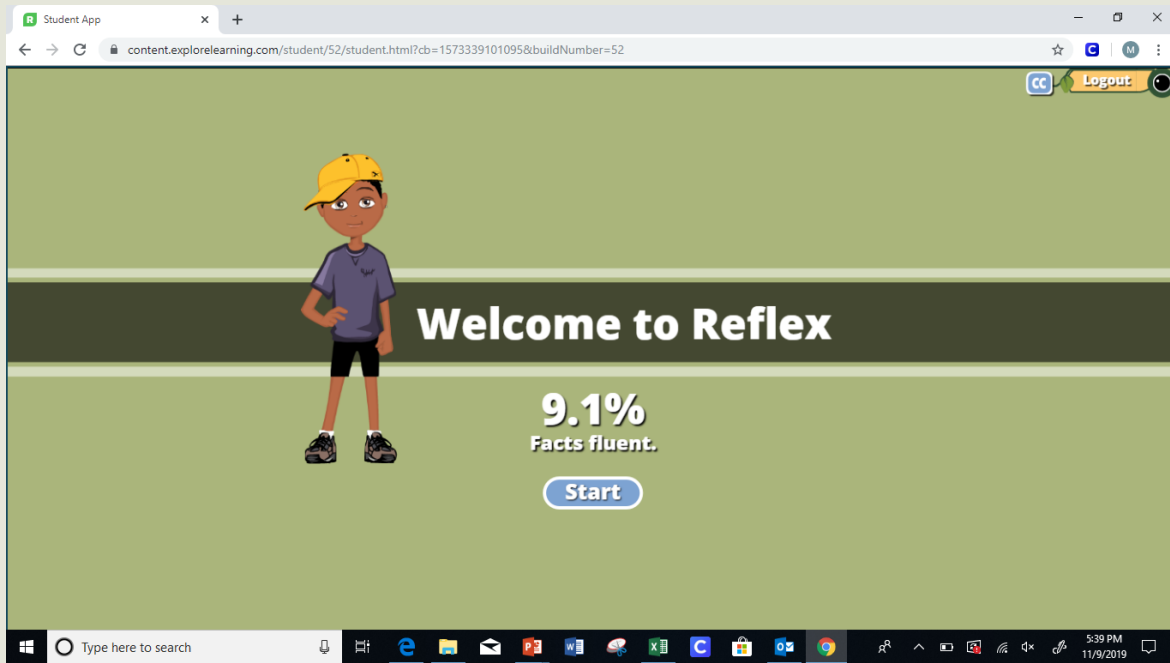 Student App
content.explorelearning.com/student/52/student.html?cb=1573339101095&buildNumber=52
CC
Logout
Welcome to Reflex
9.1%
Facts fluent.
Start
Type here to search
5:39 PM
11/9/2019